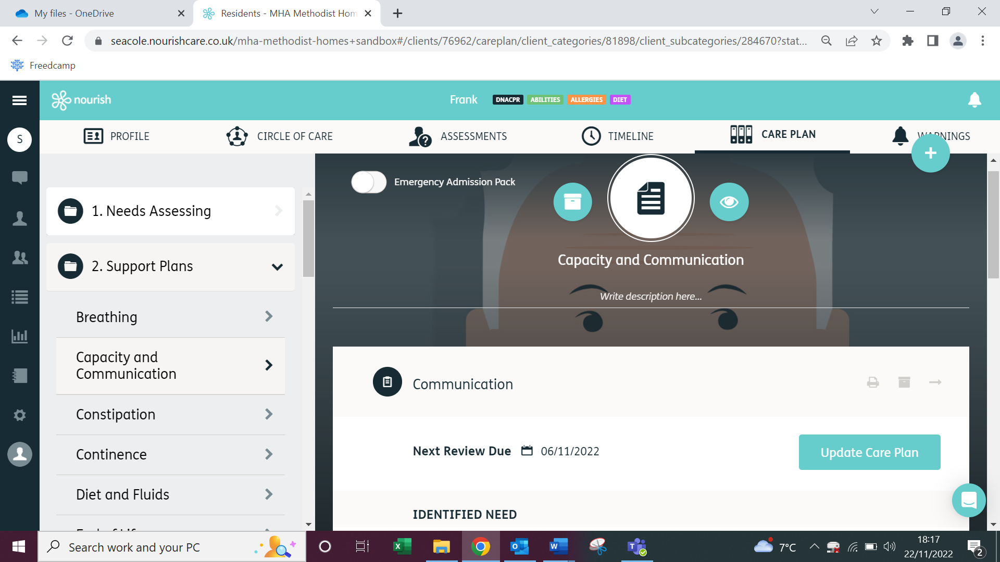 My files - OneDrive
Residents - MHA Methodist Hom
seacole.nourishcare.co.uk/mha-methodist-homes+sandbox#/clients/76962/careplan/client_categories/81898/client_subcategories/284670?stat...
Freedcamp
nourish
Frank
DNACPR
ABILITIES
ALLERGIES
DIET
S
PROFILE
CIRCLE OF CARE
ASSESSMENTS
TIMELINE
CARE PLAN
WARNINGS
1. Needs Assessing
2. Support Plans
Breathing
Capacity and
Communication
Constipation
Continence
Diet and Fluids
Emergency Admission Pack
Capacity and Communication
Write description here...
Communication
Next Review Due 06/11/2022
Update Care Plan
IDENTIFIED NEED
Search work and your PC
7°C
18:17
22/11/2022
2